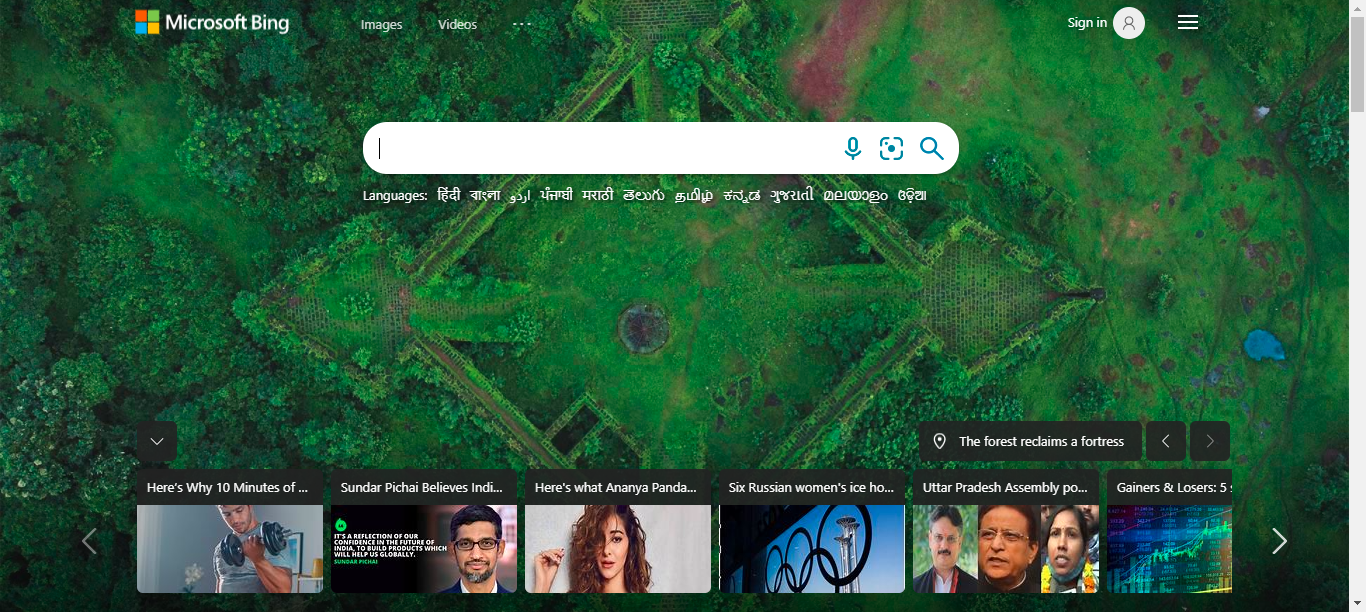 Microsoft Bing
Images Videos ...
Sign in
Languages: हिंदी বাংলা اردو ਪੰਜਾਬੀ मराठी తెలుగు தமிழ் ಕನ್ನಡ ગુજરાતી മലയാളം ଓଡ଼ିଆ
The forest reclaims a fortress
Here's Why 10 Minutes of ...
Sundar Pichai Believes Indi...
Here's what Ananya Panda...
Six Russian women's ice ho...
Uttar Pradesh Assembly po...
Gainers & Losers: 5 s
IT'S A REFLECTION OF OUR
CONFIDENCE IN THE FUTURE OF
INDIA, TO BUILD PRODUCTS WHICH
WILL HELP US GLOBALLY.
SUNDAR PICHAI